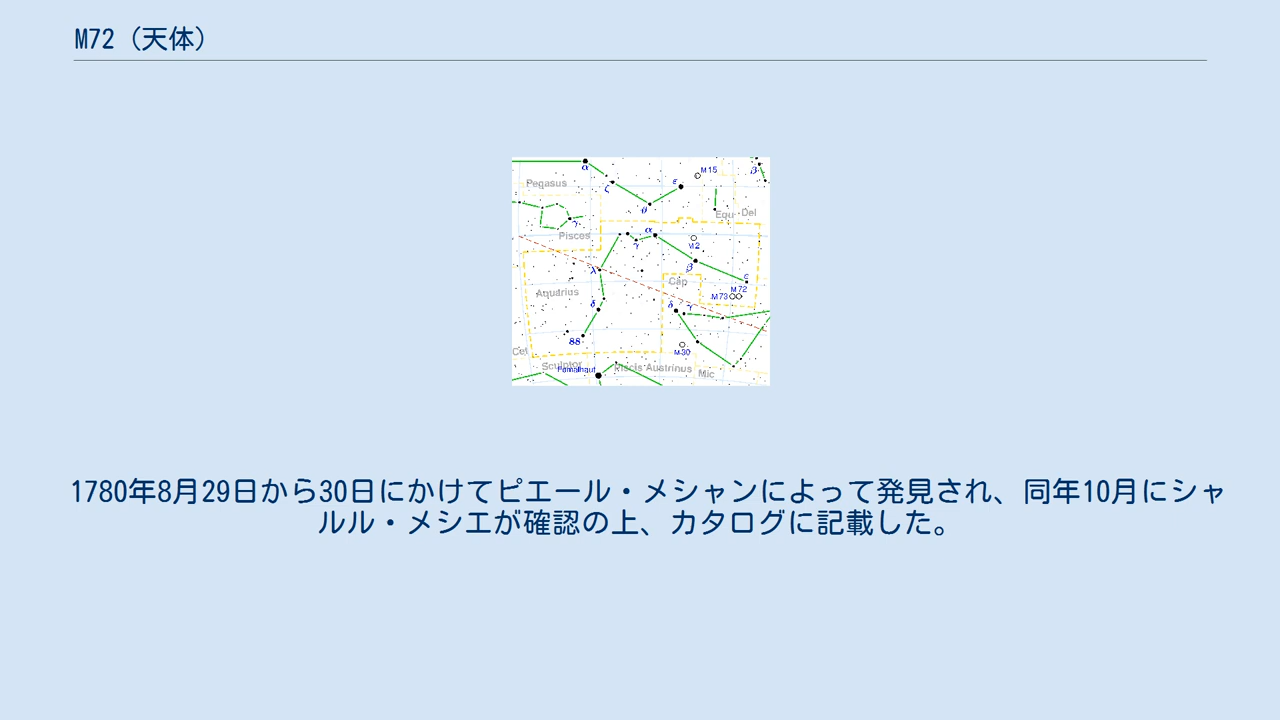 M72（天体）
α
M15
β
Pegasus
ζ
ε
θ
Equ
Del
γ
Pisces
α
γ
M2
β
λ
ε
Cap
M72
Aquarius
M73
δ
δ
γ
88
Cet
M30
Sculptor
Fomalhaut
Piscis Austrinus
Mic
1780年8月29日から30日にかけてピエール・メシャンによって発見され、同年10月にシャ
ルル・メシエが確認の上、カタログに記載した。